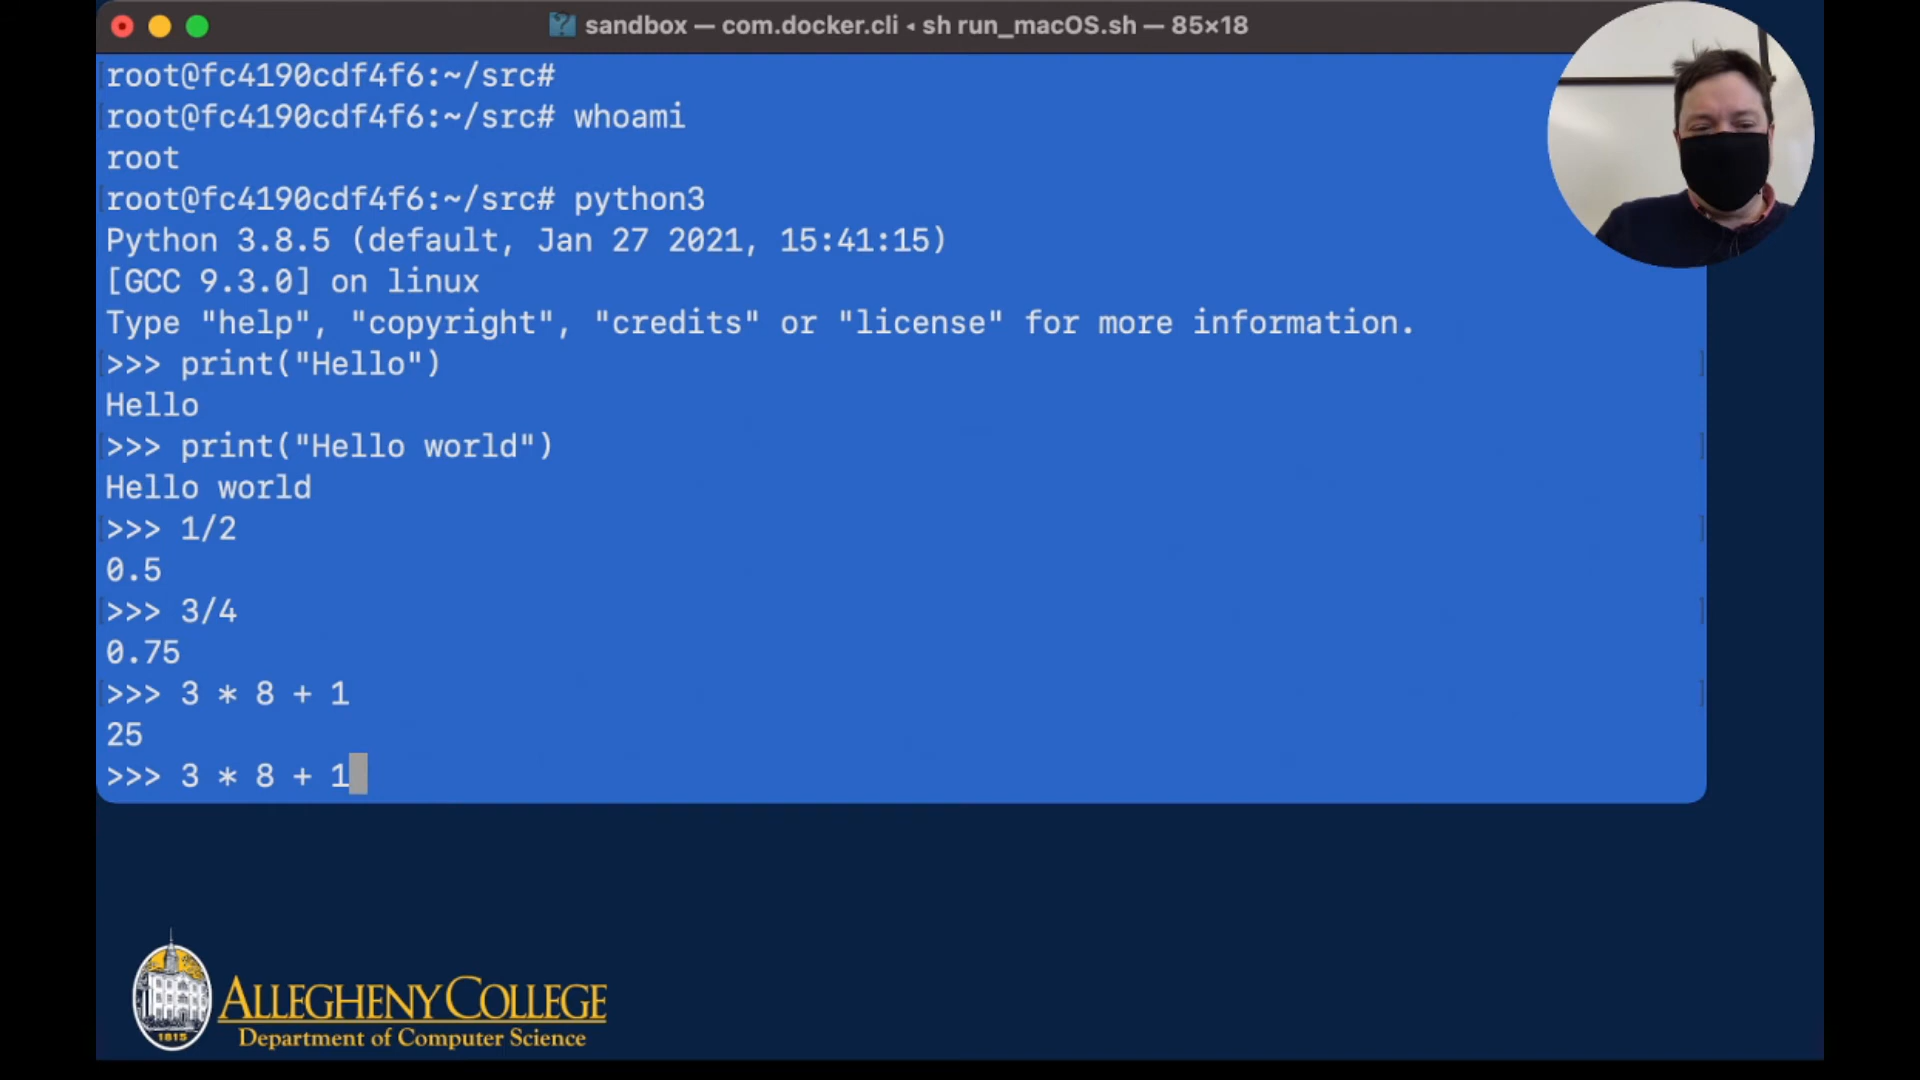 sandbox — com.docker.cli ◂ sh run_macOS.sh — 85×18
root@fc4190cdf4f6:~/src#
root@fc4190cdf4f6:~/src# whoami
root
root@fc4190cdf4f6:~/src# python3
Python 3.8.5 (default, Jan 27 2021, 15:41:15)
[GCC 9.3.0] on linux
Type "help", "copyright", "credits" or "license" for more information.
>>> print("Hello")
Hello
>>> print("Hello world")
Hello world
>>> 1/2
0.5
>>> 3/4
0.75
>>> 3 * 8 + 1
25
>>> 3 * 8 + 1
1815
ALLEGHENY COLLEGE
Department of Computer Science